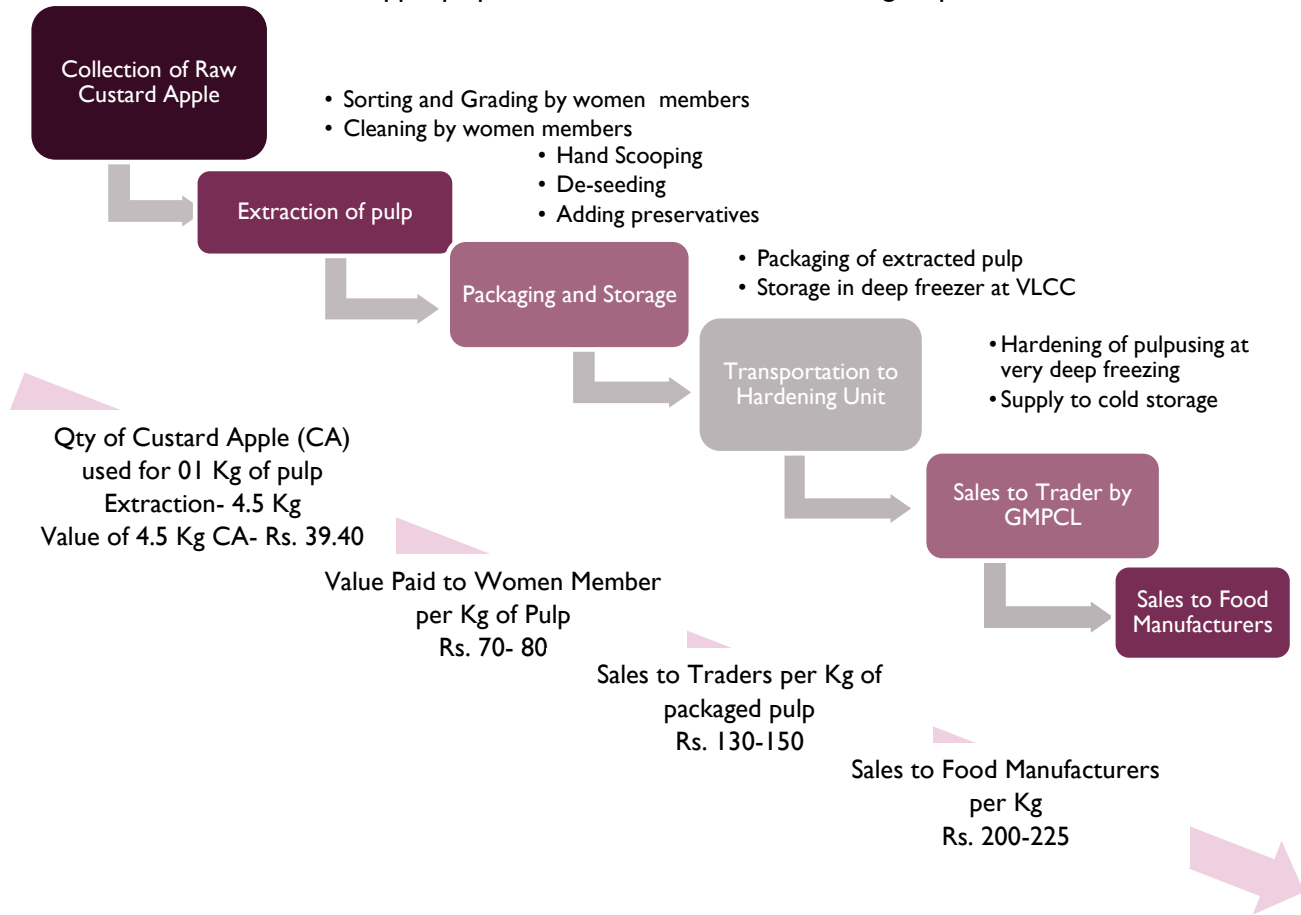 Collection of Raw
Custard Apple
• Sorting and Grading by women members
• Cleaning by women members
Extraction of pulp
• Hand Scooping
• De-seeding
• Adding preservatives
Packaging and Storage
• Packaging of extracted pulp
• Storage in deep freezer at VLCC
Transportation to
Hardening Unit
• Hardening of pulpusing at
very deep freezing
• Supply to cold storage
Sales to Trader by
GMPCL
Sales to Food
Manufacturers
Qty of Custard Apple (CA)
used for 01 Kg of pulp
Extraction- 4.5 Kg
Value of 4.5 Kg CA- Rs. 39.40
Value Paid to Women Member
per Kg of Pulp
Rs. 70- 80
Sales to Traders per Kg of
packaged pulp
Rs. 130-150
Sales to Food Manufacturers
per Kg
Rs. 200-225